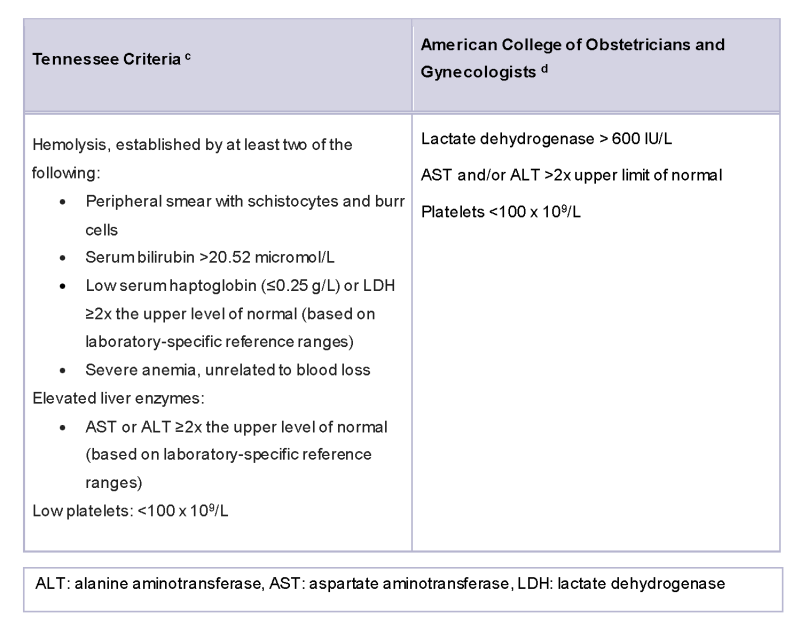 Tennessee Criteria ᶜ
American College of Obstetricians and
Gynecologists ᵈ
Hemolysis, established by at least two of the
following:
• Peripheral smear with schistocytes and burr
cells
• Serum bilirubin >20.52 micromol/L
• Low serum haptoglobin (≤0.25 g/L) or LDH
≥2x the upper level of normal (based on
laboratory-specific reference ranges)
• Severe anemia, unrelated to blood loss
Elevated liver enzymes:
• AST or ALT ≥2x the upper level of normal
(based on laboratory-specific reference
ranges)
Low platelets: <100 x 10⁹/L
Lactate dehydrogenase > 600 IU/L
AST and/or ALT >2x upper limit of normal
Platelets <100 x 10⁹/L
ALT: alanine aminotransferase, AST: aspartate aminotransferase, LDH: lactate dehydrogenase